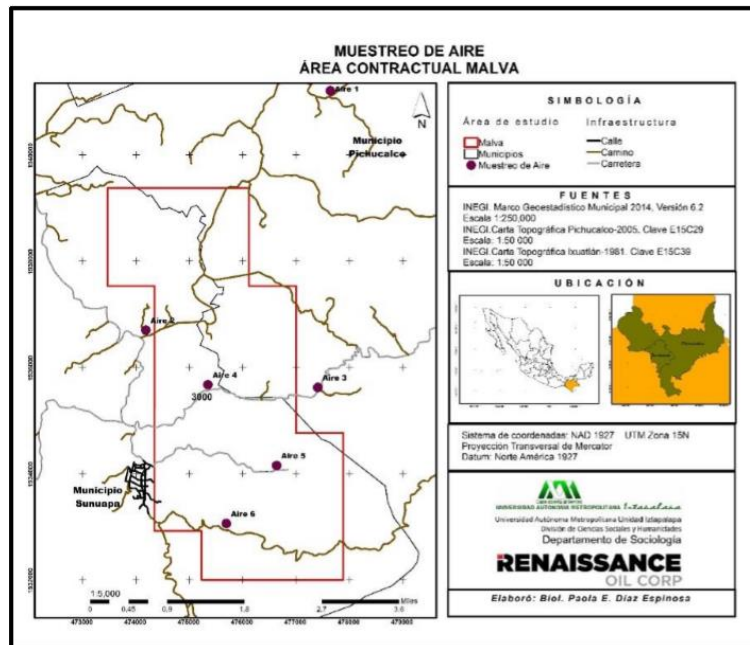 MUESTREO DE AIRE
ÁREA CONTRACTUAL MALVA
Aire 1
N
Municipio
Pichucalco
Aire 2
Aire 4
3000
Aire 3
Aire 5
Municipio
Sunuapa
Aire 6
1:5,000
Miles
0 0,45 0,9 1,8 2,7 3,6
473000 474000 475000 476000 477000 478000 479000
SIMBOLOGÍA
Área de estudio
Malva
Municipios
Muestreo de Aire
Infraestructura
Calle
Camino
Carretera
FUENTES
INEGI. Marco Geoestadístico Municipal 2014, Versión 6.2
Escala 1:250,000
INEGI.Carta Topográfica Pichucalco-2005. Clave E15C29
Escala: 1:50 000
INEGI.Carta Topográfica Ixuatlán-1981. Clave E15C39
Escala: 1:50 000
UBICACIÓN
Sistema de coordenadas: NAD 1927 UTM Zona 15N
Proyección Transversal de Mercator
Datum: Norte América 1927
UNIVERSIDAD AUTÓNOMA METROPOLITANA Iztapalapa
Universidad Autónoma Metropolitana Unidad Iztapalapa
División de Ciencias Sociales y Humanidades
Departamento de Sociología
RENAISSANCE
OIL CORP
Elaboró: Biol. Paola E. Díaz Espinosa